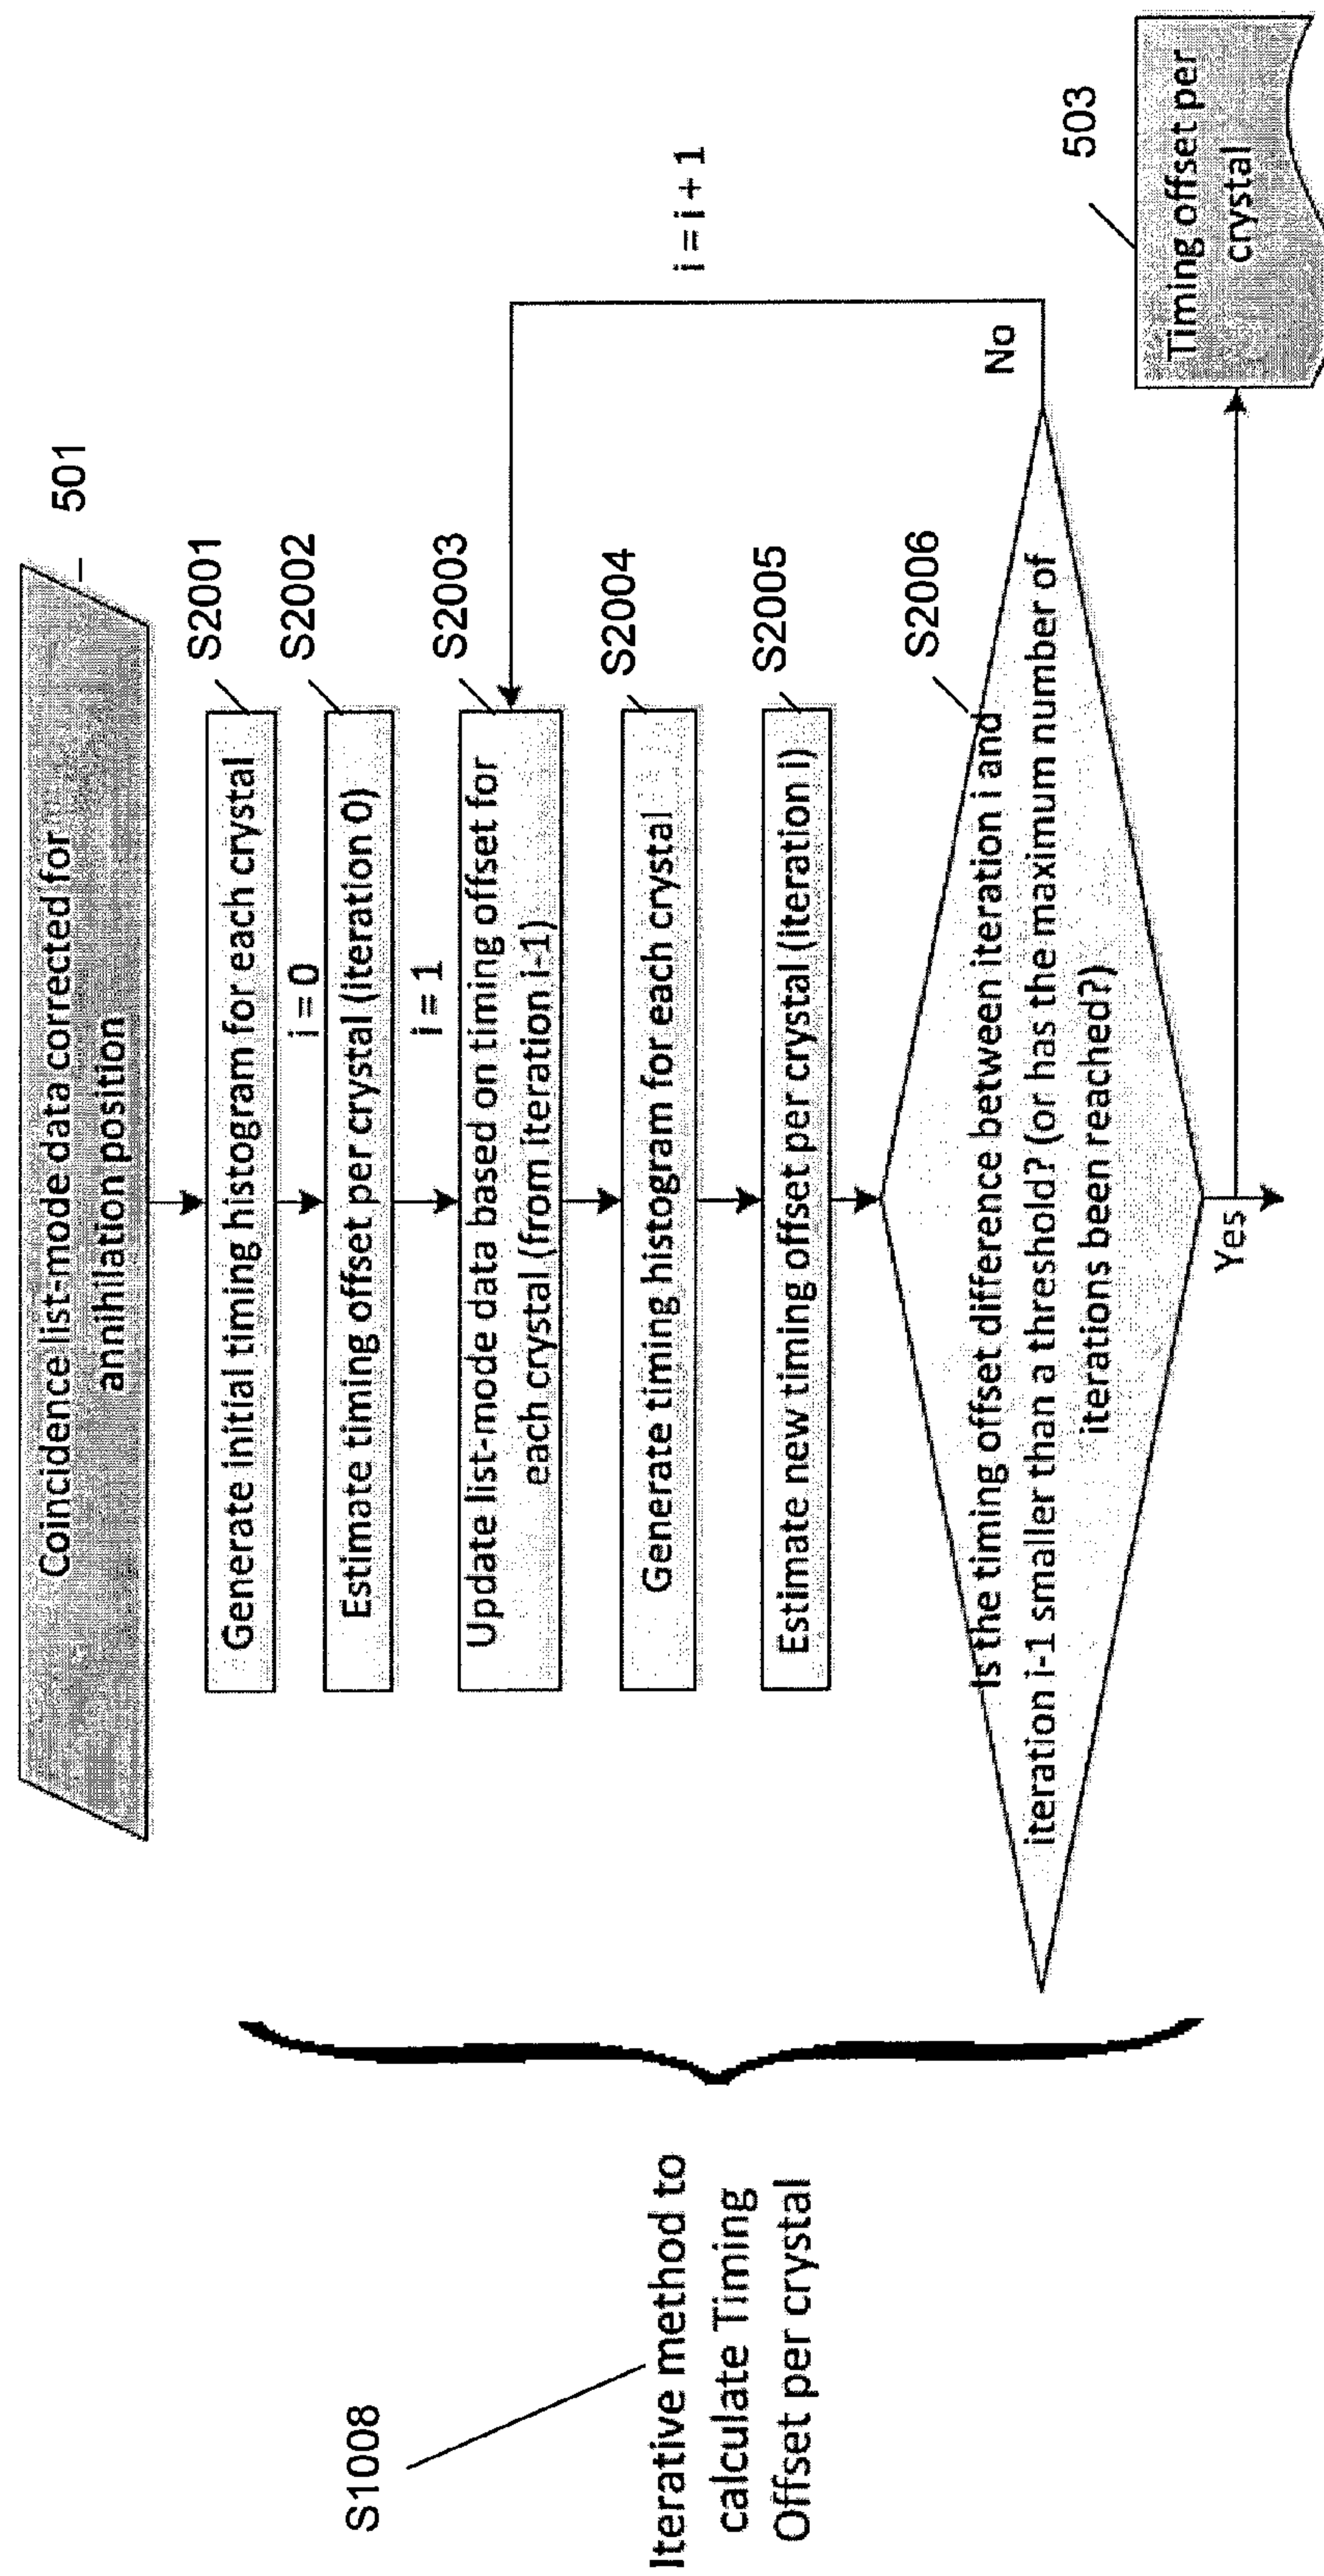 Coincidence list-mode data corrected for
annihilation position
501
S2001
Generate initial timing histogram for each crystal
i = 0
S2002
Estimate timing offset per crystal (iteration 0)
i = 1
S2003
Update list-mode data based on timing offset for
each crystal (from iteration i-1)
S2004
Generate timing histogram for each crystal
S2005
Estimate new timing offset per crystal (iteration i)
S2006
Is the timing offset difference between iteration i and
iteration i-1 smaller than a threshold? (or has the maximum number of
iterations been reached?)
No
i = i + 1
Yes
503
Timing offset per
crystal
S1008
Iterative method to
calculate Timing
Offset per crystal